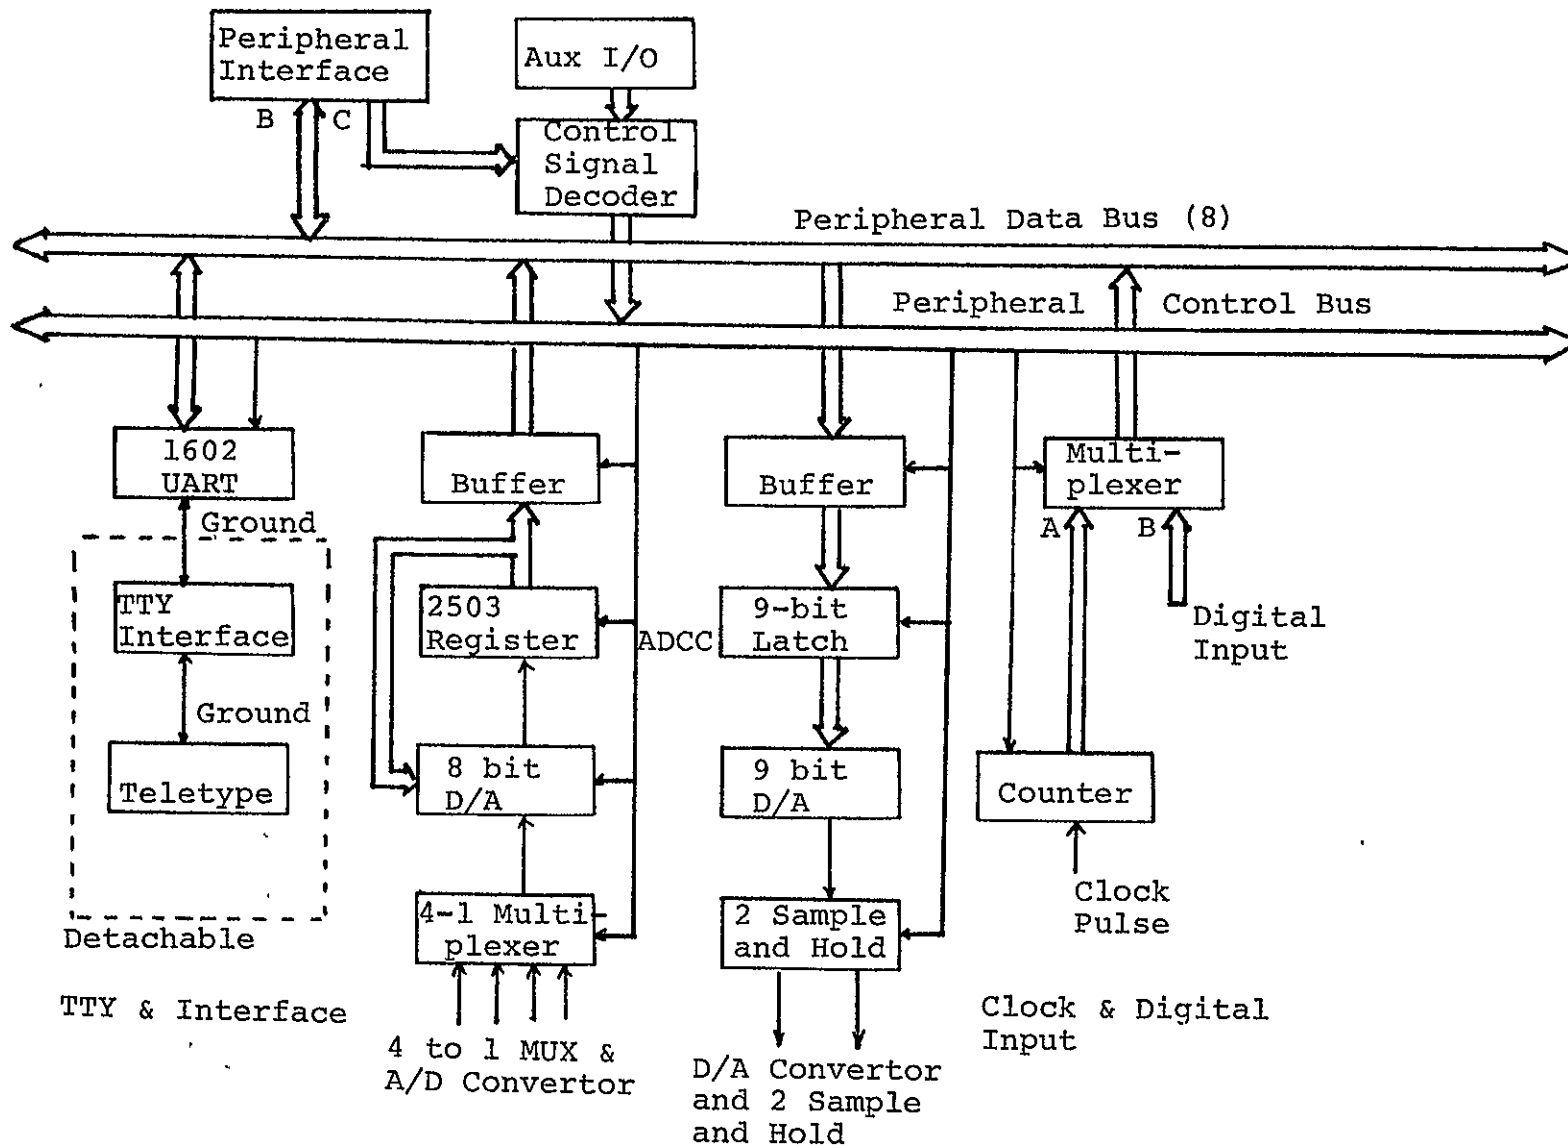 Peripheral
Interface
Aux I/O
B
C
Control
Signal
Decoder
Peripheral Data Bus (8)
Peripheral Control Bus
1602
UART
Buffer
Buffer
Multi-
plexer
Ground
A
B
TTY
Interface
2503
Register
ADCC
9-bit
Latch
Digital
Input
Ground
Teletype
8 bit
D/A
9 bit
D/A
Counter
Clock
Pulse
4-1 Multi-
plexer
2 Sample
and Hold
Detachable
TTY & Interface
4 to 1 MUX &
A/D Convertor
D/A Convertor
and 2 Sample
and Hold
Clock & Digital
Input